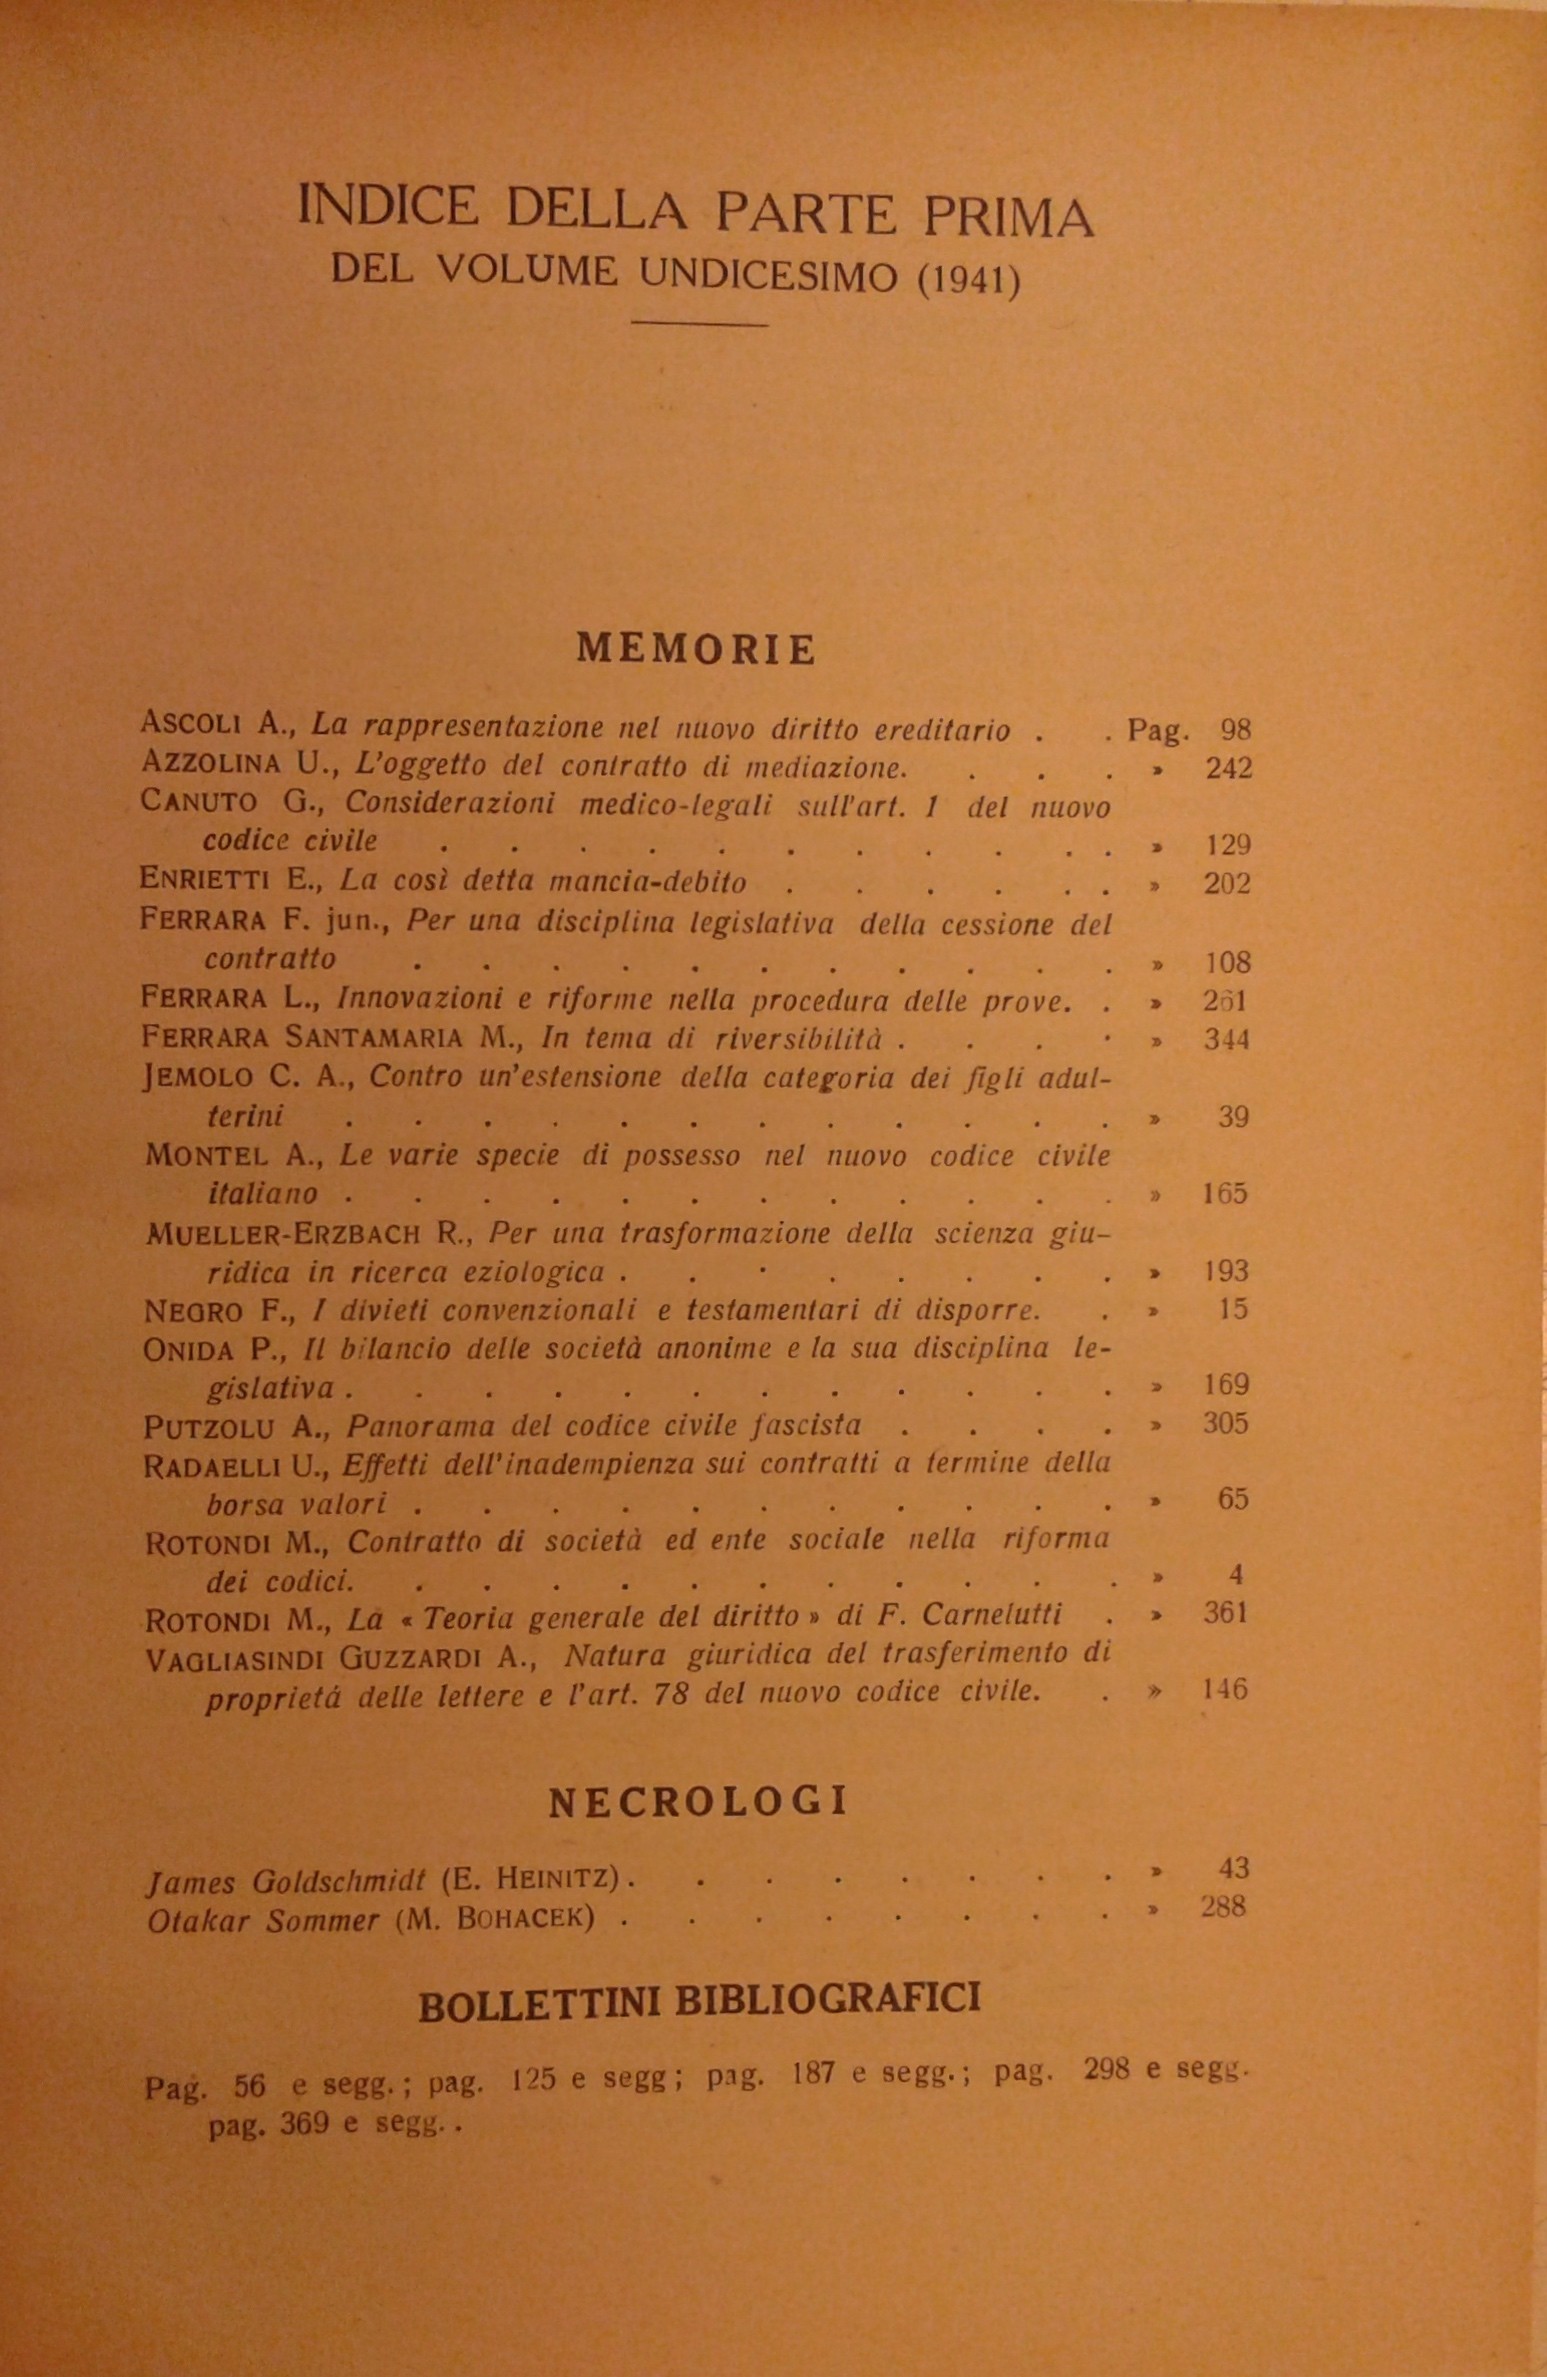 INDICE DELLA PARTE PRIMA
DEL VOLUME UNDICESIMO (1941)
MEMORIE
ASCOLI A., La rappresentazione nel nuovo diritto ereditario . . Pag. 98
AZZOLINA U., L'oggetto del contratto di mediazione. . . . » 242
CANUTO G., Considerazioni medico-legali sull'art. 1 del nuovo
codice civile . . . . . . . . . . . » 129
ENRIETTI E., La così detta mancia-debito . . . . . . » 202
FERRARA F. jun., Per una disciplina legislativa della cessione del
contratto . . . . . . . . . . . » 108
FERRARA L., Innovazioni e riforme nella procedura delle prove. . » 261
FERRARA SANTAMARIA M., In tema di riversibilità . . . . » 344
JEMOLO C. A., Contro un'estensione della categoria dei figli adul-
terini . . . . . . . . . . . . » 39
MONTEL A., Le varie specie di possesso nel nuovo codice civile
italiano . . . . . . . . . . . . » 165
MUELLER-ERZBACH R., Per una trasformazione della scienza giu-
ridica in ricerca eziologica . . . . . . . . » 193
NEGRO F., I divieti convenzionali e testamentari di disporre. . » 15
ONIDA P., Il bilancio delle società anonime e la sua disciplina le-
gislativa . . . . . . . . . . . . » 169
PUTZOLU A., Panorama del codice civile fascista . . . . » 305
RADAELLI U., Effetti dell'inadempienza sui contratti a termine della
borsa valori . . . . . . . . . . . » 65
ROTONDI M., Contratto di società ed ente sociale nella riforma
dei codici. . . . . . . . . . . . » 4
ROTONDI M., La « Teoria generale del diritto » di F. Carnelutti . » 361
VAGLIASINDI GUZZARDI A., Natura giuridica del trasferimento di
proprietá delle lettere e l'art. 78 del nuovo codice civile. . » 146
NECROLOGI
James Goldschmidt (E. HEINITZ) . . . . . . . . » 43
Otakar Sommer (M. BOHACEK) . . . . . . . . » 288
BOLLETTINI BIBLIOGRAFICI
Pag. 56 e segg. ; pag. 125 e segg ; pag. 187 e segg. ; pag. 298 e segg.
pag. 369 e segg. .